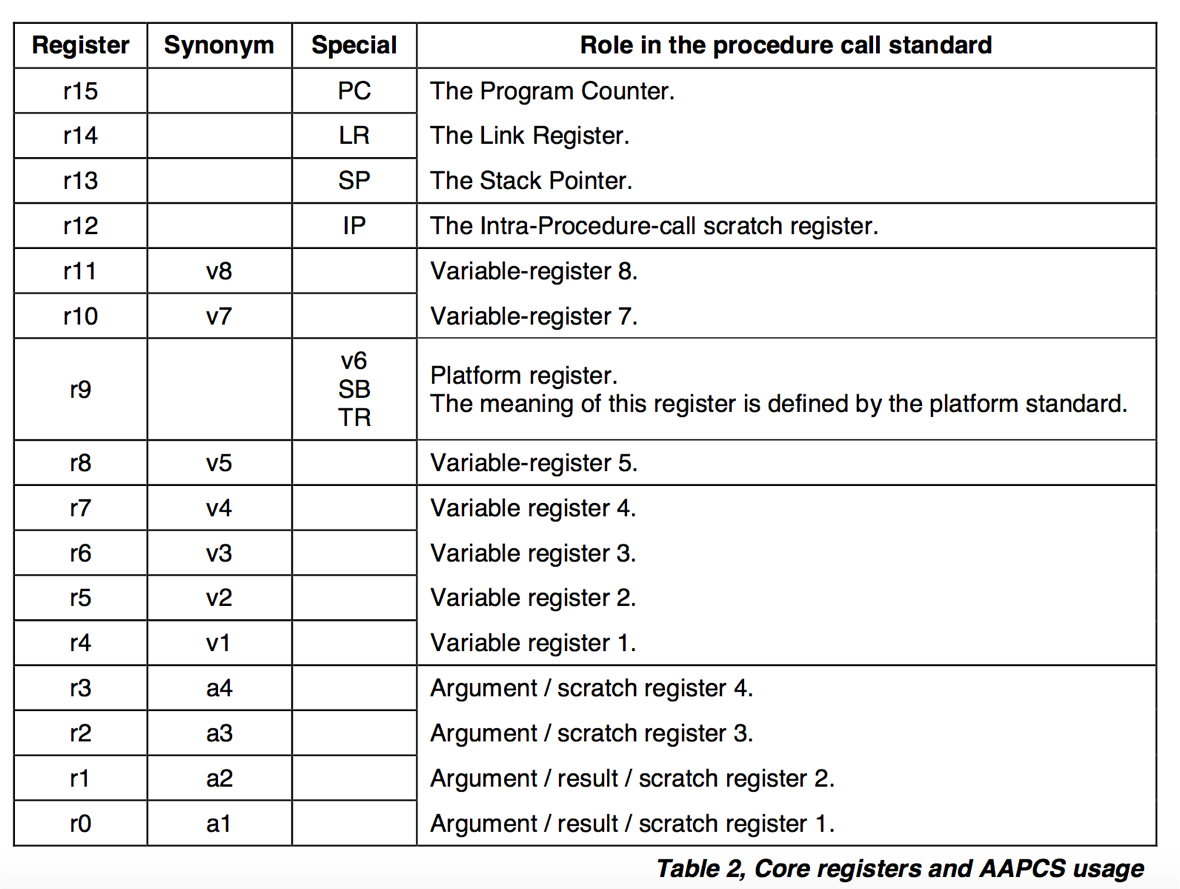 Register Synonym Special Role in the procedure call standard
r15 PC The Program Counter.
r14 LR The Link Register.
r13 SP The Stack Pointer.
r12 IP The Intra-Procedure-call scratch register.
r11 v8 Variable-register 8.
r10 v7 Variable-register 7.
r9 v6 SB TR Platform register.
The meaning of this register is defined by the platform standard.
r8 v5 Variable-register 5.
r7 v4 Variable register 4.
r6 v3 Variable register 3.
r5 v2 Variable register 2.
r4 v1 Variable register 1.
r3 a4 Argument / scratch register 4.
r2 a3 Argument / scratch register 3.
r1 a2 Argument / result / scratch register 2.
r0 a1 Argument / result / scratch register 1.
Table 2, Core registers and AAPCS usage